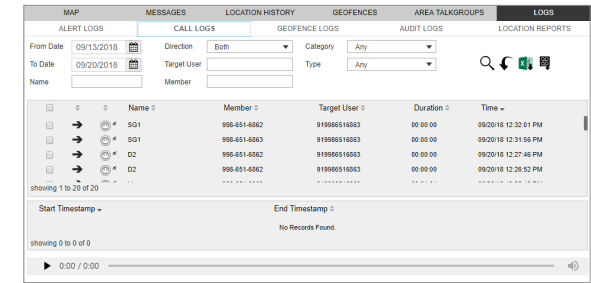 MAP MESSAGES LOCATION HISTORY GEOFENCES AREA TALKGROUPS LOGS
ALERT LOGS CALL LOGS GEOFENCE LOGS AUDIT LOGS LOCATION REPORTS
From Date 09/13/2018 Direction Both Category Any
To Date 09/20/2018 Target User Type Any
Name Member
Name Member Target User Duration Time
SG1 998-651-6862 919986516863 00:00:00 09/20/18 12:32:01 PM
SG1 998-651-6863 919986516863 00:00:00 09/20/18 12:31:56 PM
D2 998-651-6862 919986516863 00:00:00 09/20/18 12:27:46 PM
D2 998-651-6862 919986516863 00:00:00 09/20/18 12:26:52 PM
showing 1 to 20 of 20
Start Timestamp End Timestamp
No Records Found.
showing 0 to 0 of 0
0:00 / 0:00